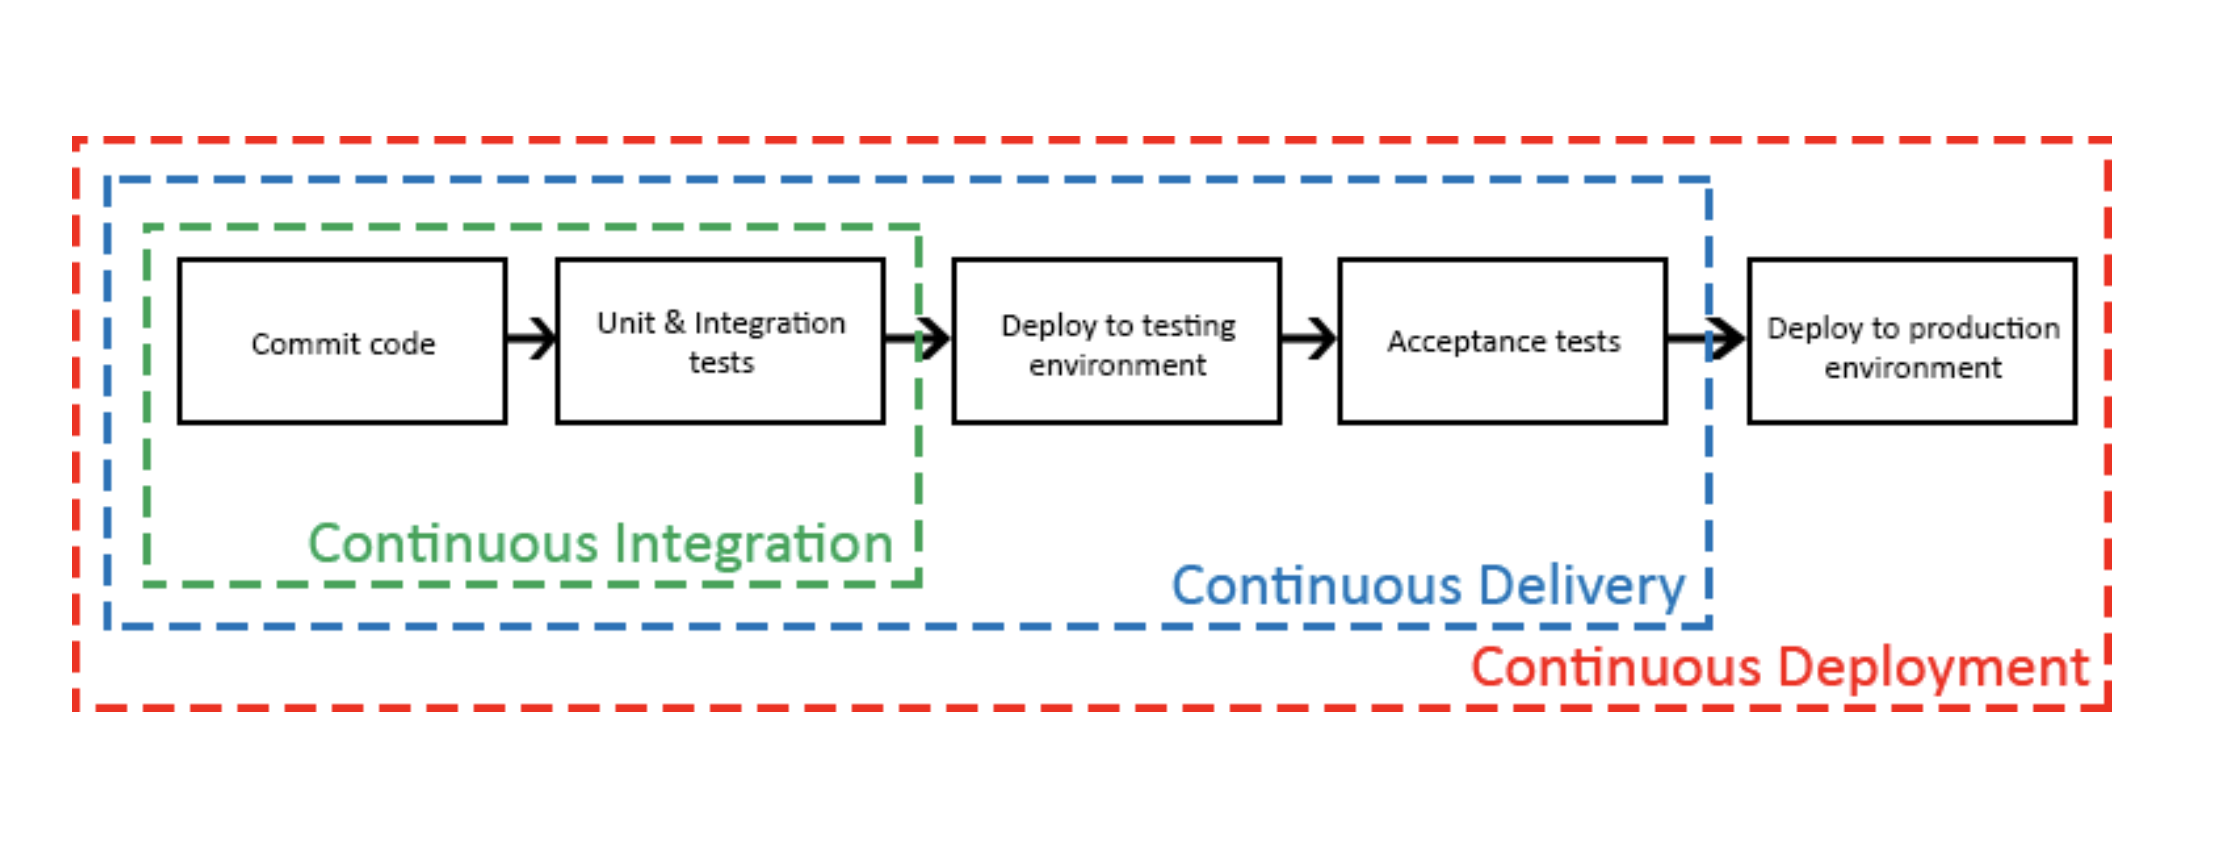 Commit code
Unit & Integration
tests
Deploy to testing
environment
Acceptance tests
Deploy to production
environment
Continuous Integration
Continuous Delivery
Continuous Deployment